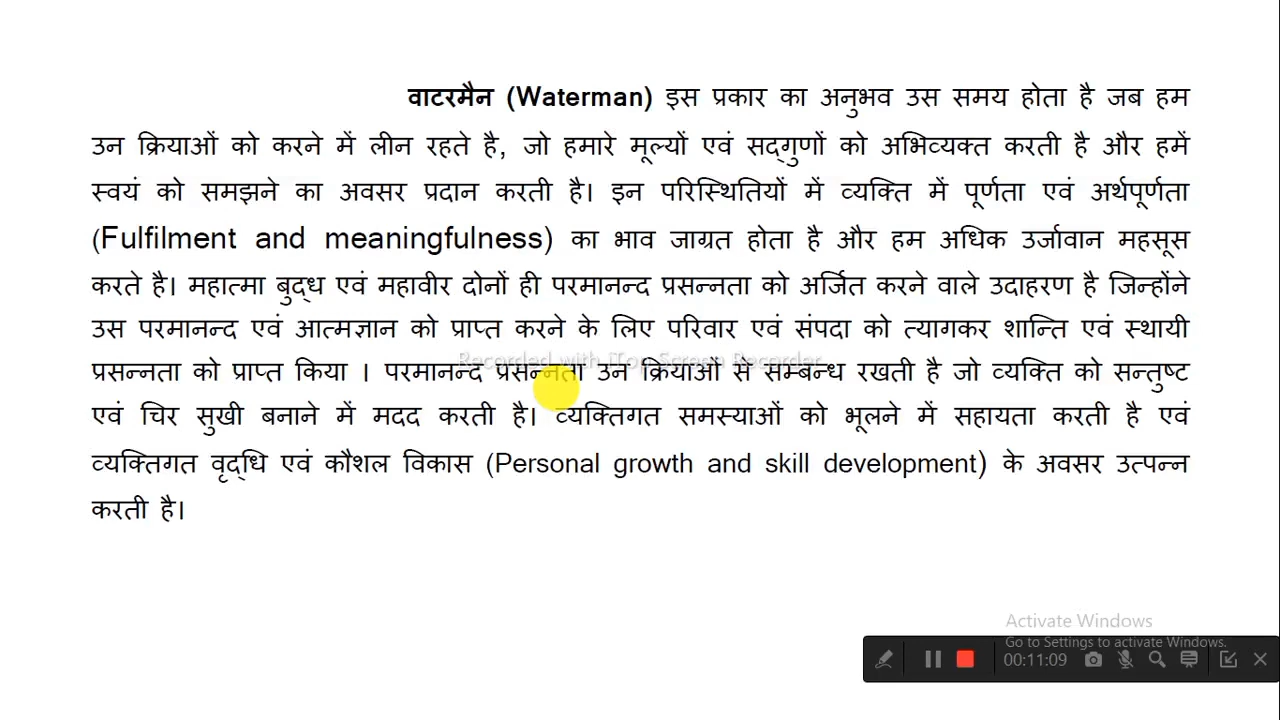 वाटरमैन (Waterman) इस प्रकार का अनुभव उस समय होता है जब हम
उन क्रियाओं को करने में लीन रहते है, जो हमारे मूल्यों एवं सद्गुणों को अभिव्यक्त करती है और हमें
स्वयं को समझने का अवसर प्रदान करती है। इन परिस्थितियों में व्यक्ति में पूर्णता एवं अर्थपूर्णता
(Fulfilment and meaningfulness) का भाव जाग्रत होता है और हम अधिक उर्जावान महसूस
करते है। महात्मा बुद्ध एवं महावीर दोनों ही परमानन्द प्रसन्नता को अर्जित करने वाले उदाहरण है जिन्होंने
उस परमानन्द एवं आत्मज्ञान को प्राप्त करने के लिए परिवार एवं संपदा को त्यागकर शान्ति एवं स्थायी
Recorded with iTop Screen Recorder
प्रसन्नता को प्राप्त किया । परमानन्द प्रसन्नता उन क्रियाओं से सम्बन्ध रखती है जो व्यक्ति को सन्तुष्ट
एवं चिर सुखी बनाने में मदद करती है। व्यक्तिगत समस्याओं को भूलने में सहायता करती है एवं
व्यक्तिगत वृद्धि एवं कौशल विकास (Personal growth and skill development) के अवसर उत्पन्न
करती है।
Activate Windows
Go to Settings to activate Windows.
00:11:09